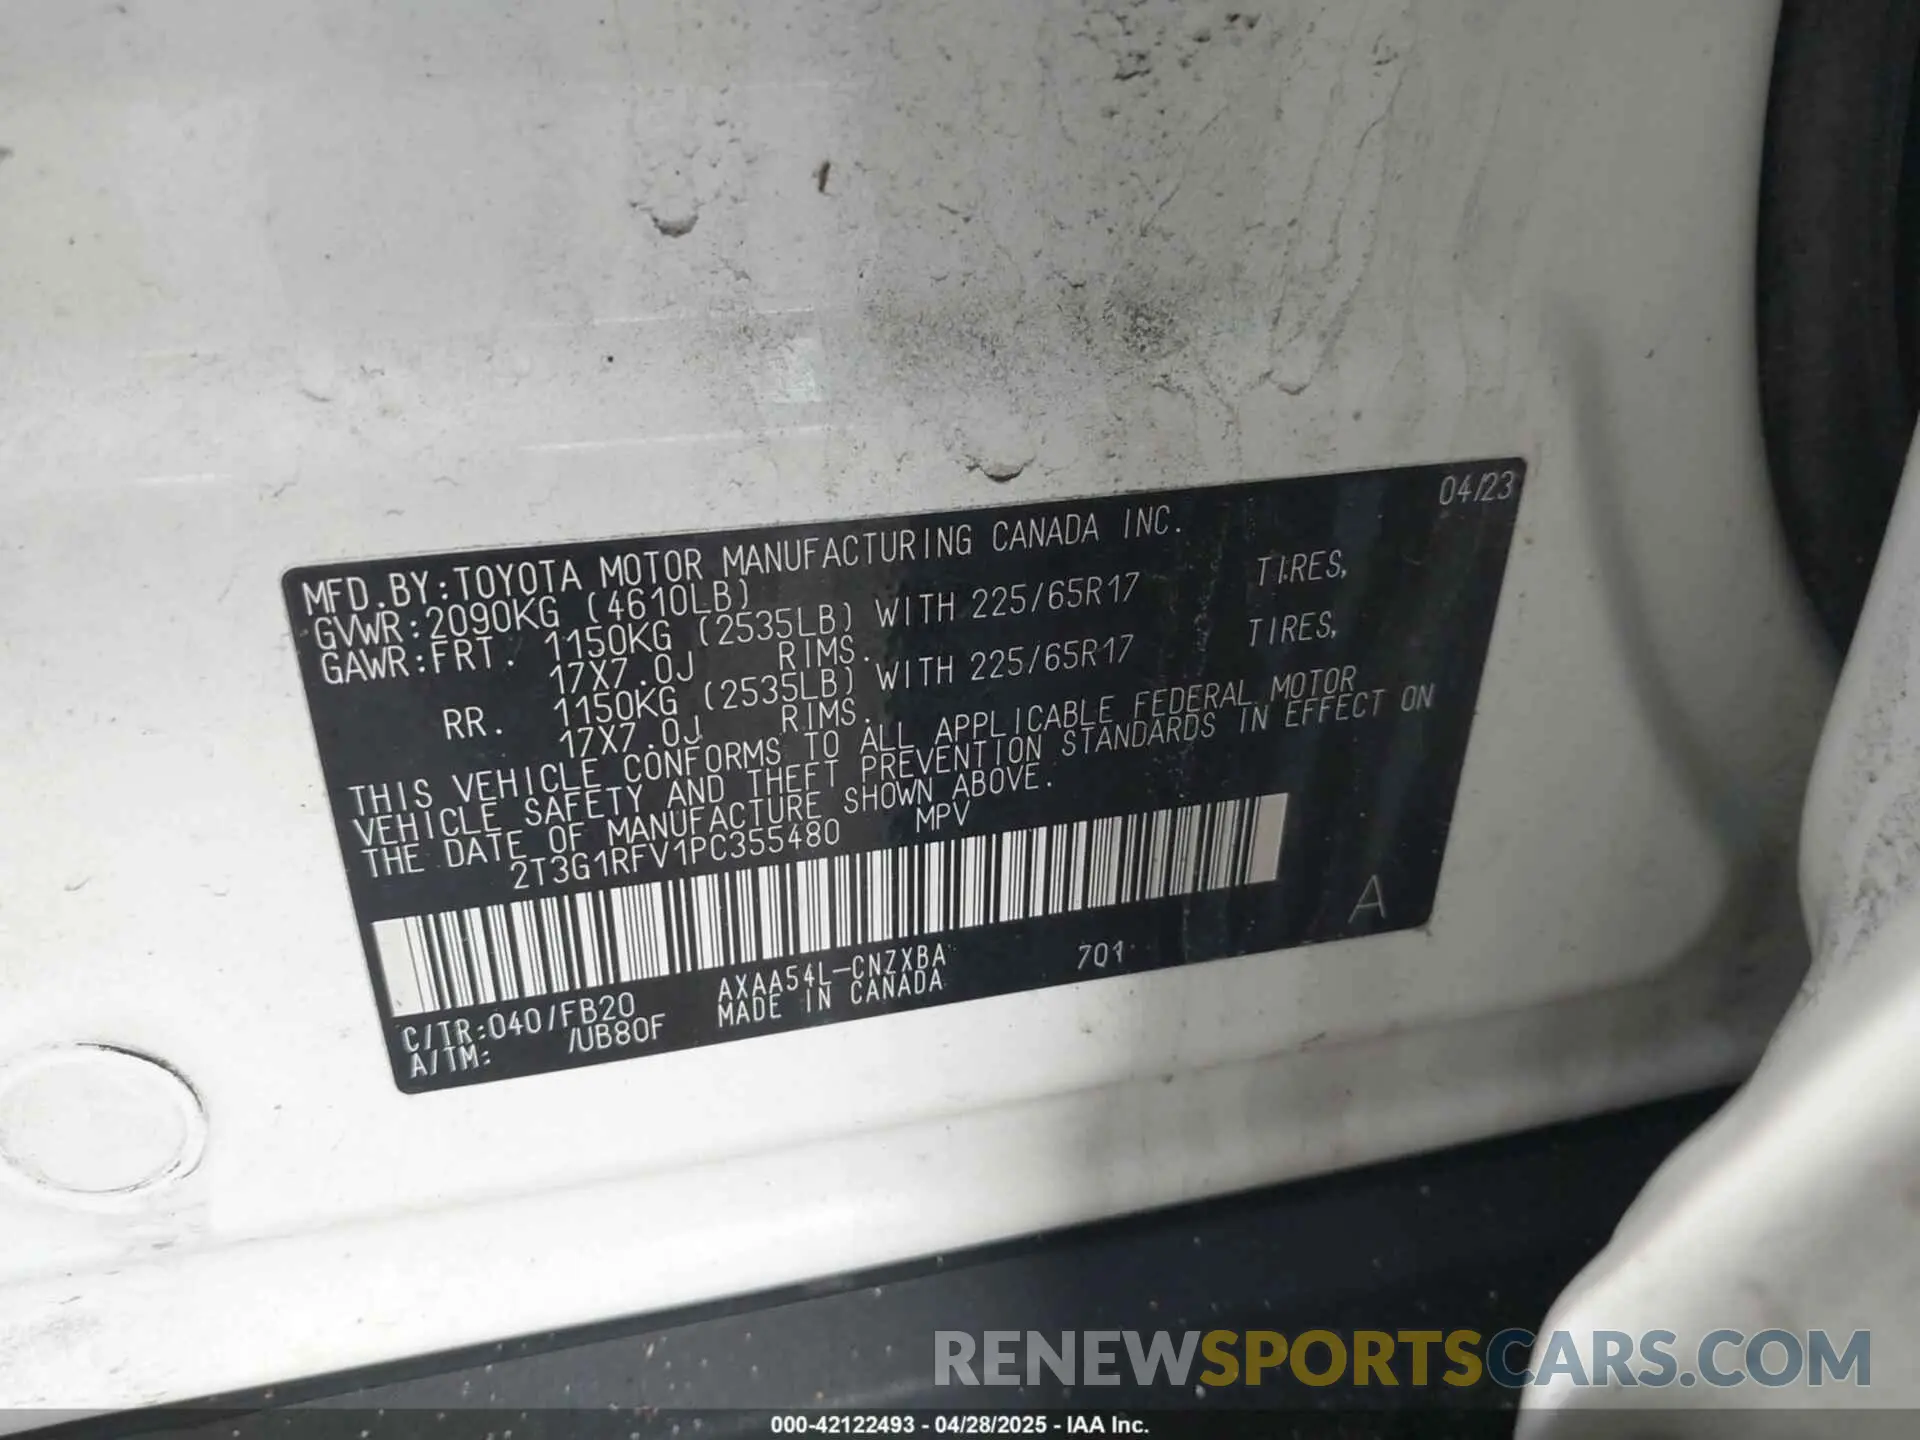 04/23
MFD.BY:TOYOTA MOTOR MANUFACTURING CANADA INC.
GVWR:2090KG (4610LB)
GAWR:FRT. 1150KG (2535LB) WITH 225/65R17 TIRES,
17X7.0J RIMS.
RR. 1150KG (2535LB) WITH 225/65R17 TIRES,
17X7.0J RIMS.
THIS VEHICLE CONFORMS TO ALL APPLICABLE FEDERAL MOTOR
VEHICLE SAFETY AND THEFT PREVENTION STANDARDS IN EFFECT ON
THE DATE OF MANUFACTURE SHOWN ABOVE.
2T3G1RFV1PC355480 MPV
A
C/TR:040/FB20 AXAA54L-CNZXBA 701
A/TM: /UB80F MADE IN CANADA
RENEWSPORTSCARS.COM
000-42122493 - 04/28/2025 - IAA Inc.